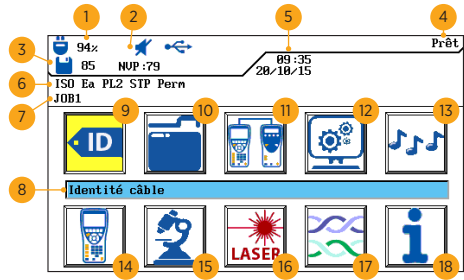 1 2 5 4
94% Prêt
3 85 NVP:79 09:35
20/10/15
6 ISO Ea PL2 STP Perm
7 JOB1
9 10 11 12 13
ID
8 Identité câble
LASER
14 15 16 17 18